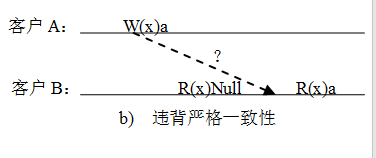 客户 A： W(x)a
?
客户 B： R(x)Null R(x)a
b) 违背严格一致性